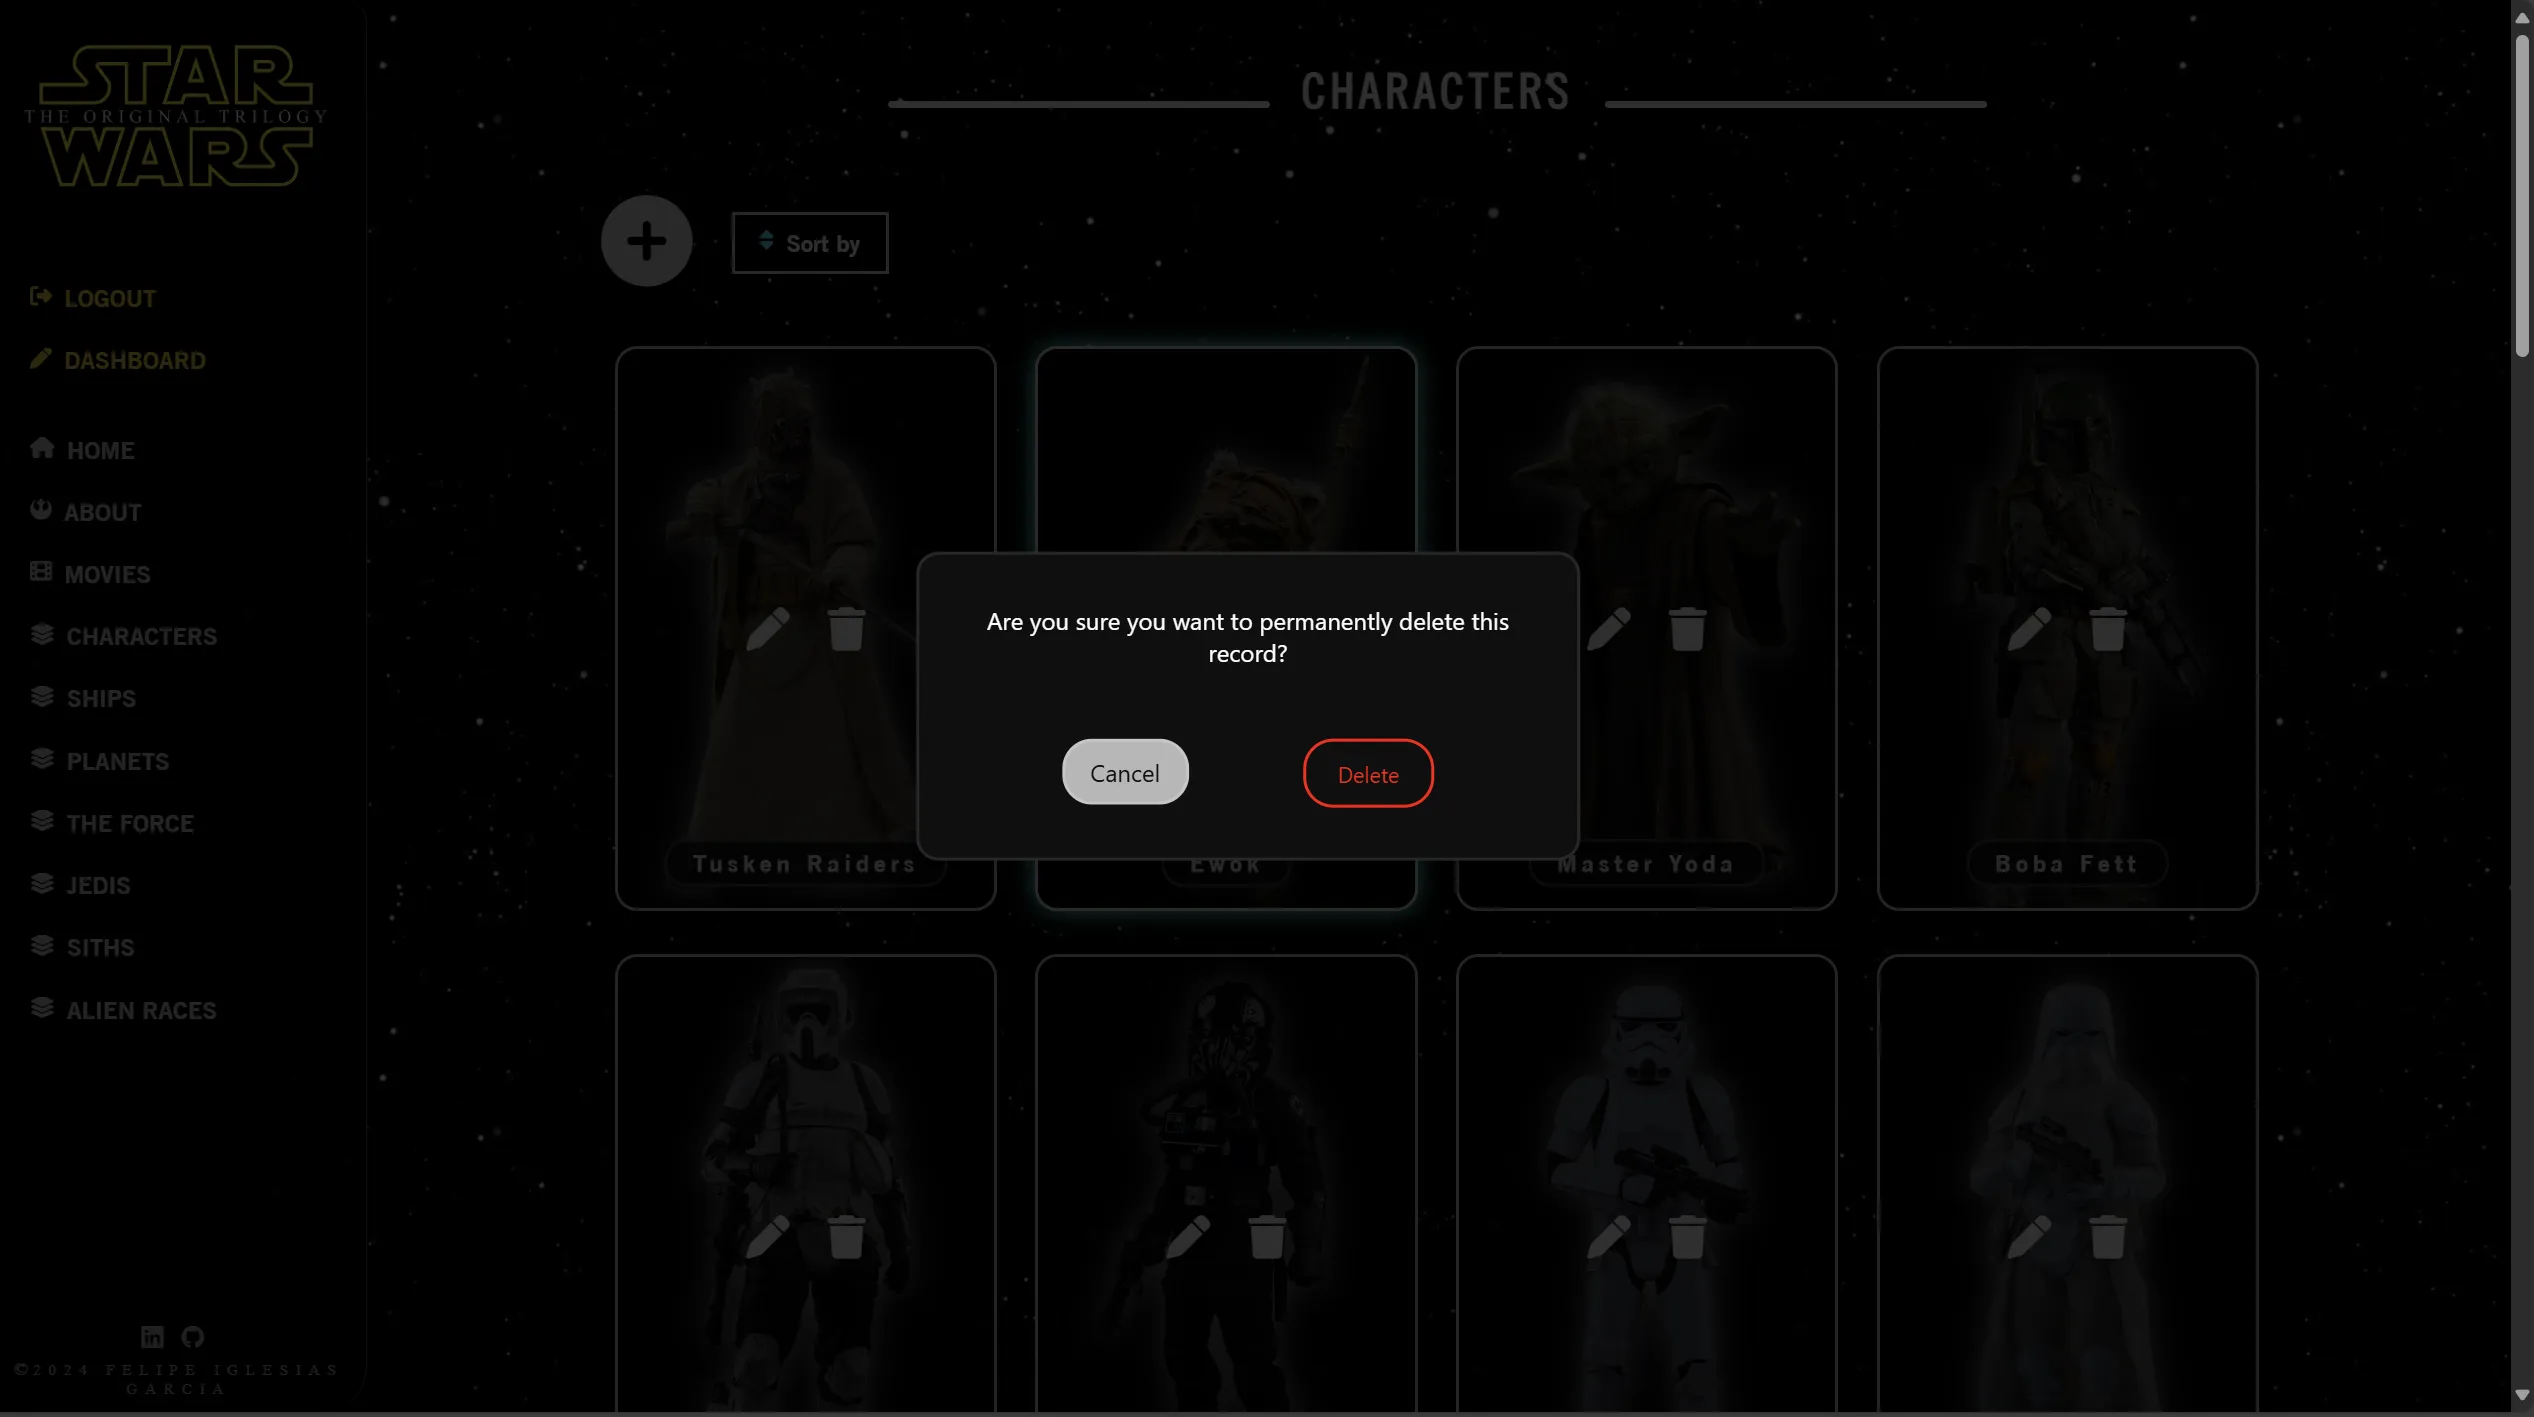 STAR
THE ORIGINAL TRILOGY
WARS
LOGOUT
DASHBOARD
HOME
ABOUT
MOVIES
CHARACTERS
SHIPS
PLANETS
THE FORCE
JEDIS
SITHS
ALIEN RACES
©2024 FELIPE IGLESIAS
GARCIA
CHARACTERS
Sort by
Are you sure you want to permanently delete this
record?
Cancel
Delete
Tusken Raiders
Ewok
Master Yoda
Boba Fett